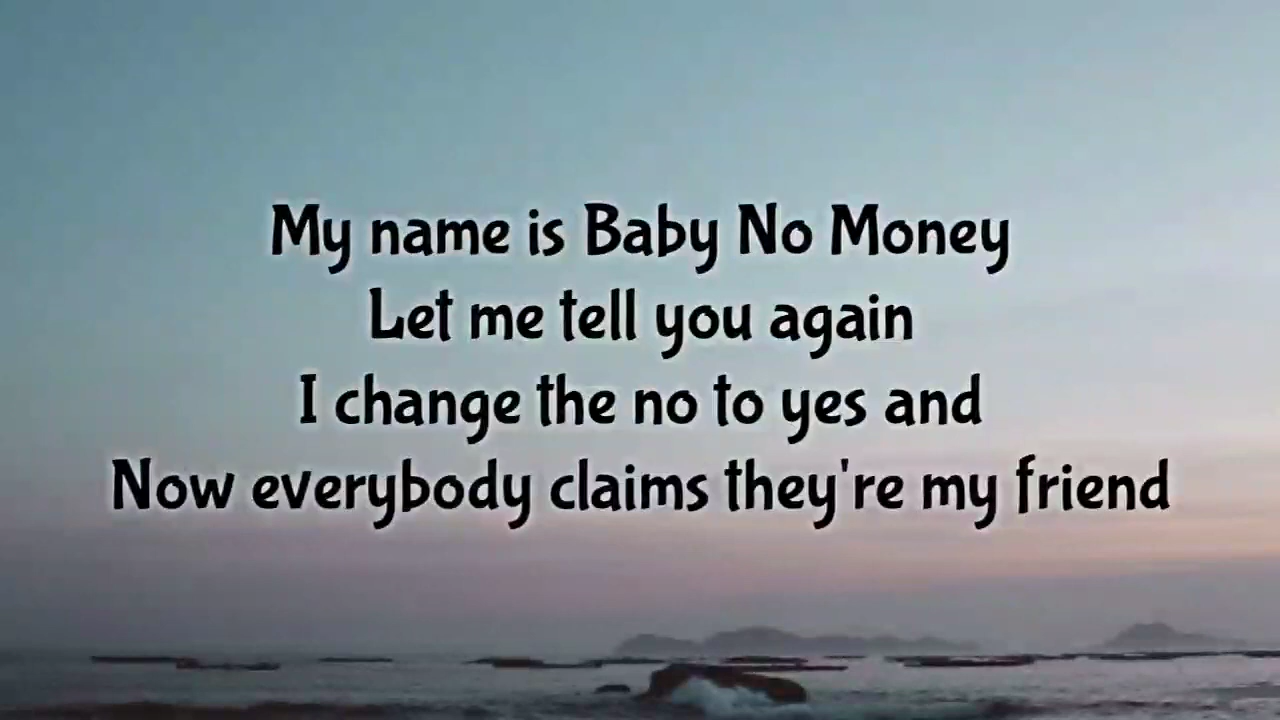 My name is Baby No Money
Let me tell you again
I change the no to yes and
Now everybody claims they're my friend